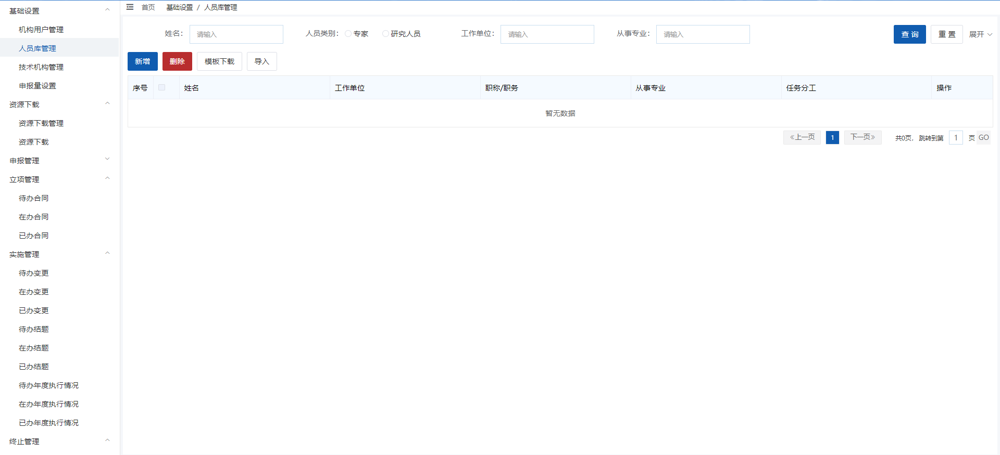 基础设置
机构用户管理
人员库管理
技术机构管理
申报量设置
资源下载
资源下载管理
资源下载
申报管理
立项管理
待办合同
在办合同
已办合同
实施管理
待办变更
在办变更
已办变更
待办结题
在办结题
已办结题
待办年度执行情况
在办年度执行情况
已办年度执行情况
终止管理
首页 基础设置 / 人员库管理
姓名： 请输入 人员类别： 专家 研究人员 工作单位： 请输入 从事专业： 请输入 查 询 重 置 展开
新增 删除 模板下载 导入
序号 姓名 工作单位 职称/职务 从事专业 任务分工 操作
暂无数据
《上一页 1 下一页》 共0页， 跳转到第 1 页 GO